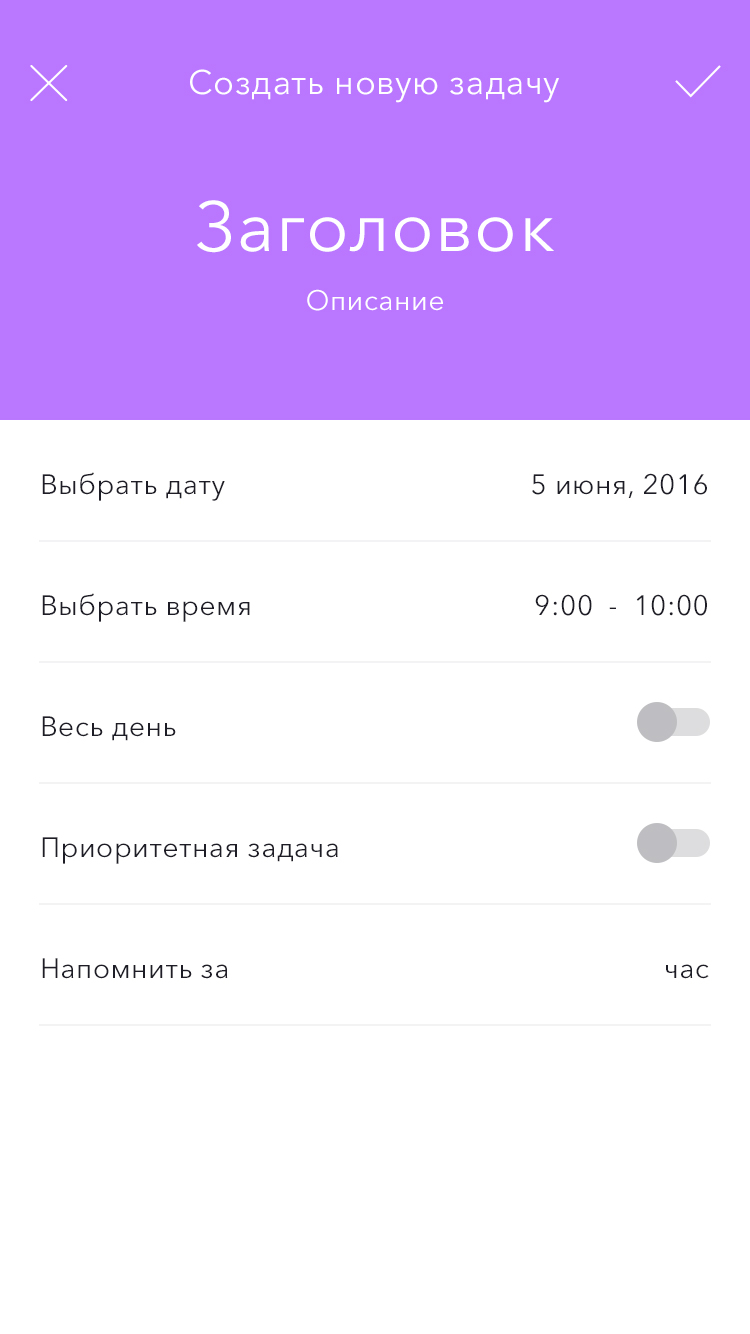 Создать новую задачу
Заголовок
Описание
Выбрать дату 5 июня, 2016
Выбрать время 9:00 - 10:00
Весь день
Приоритетная задача
Напомнить за час